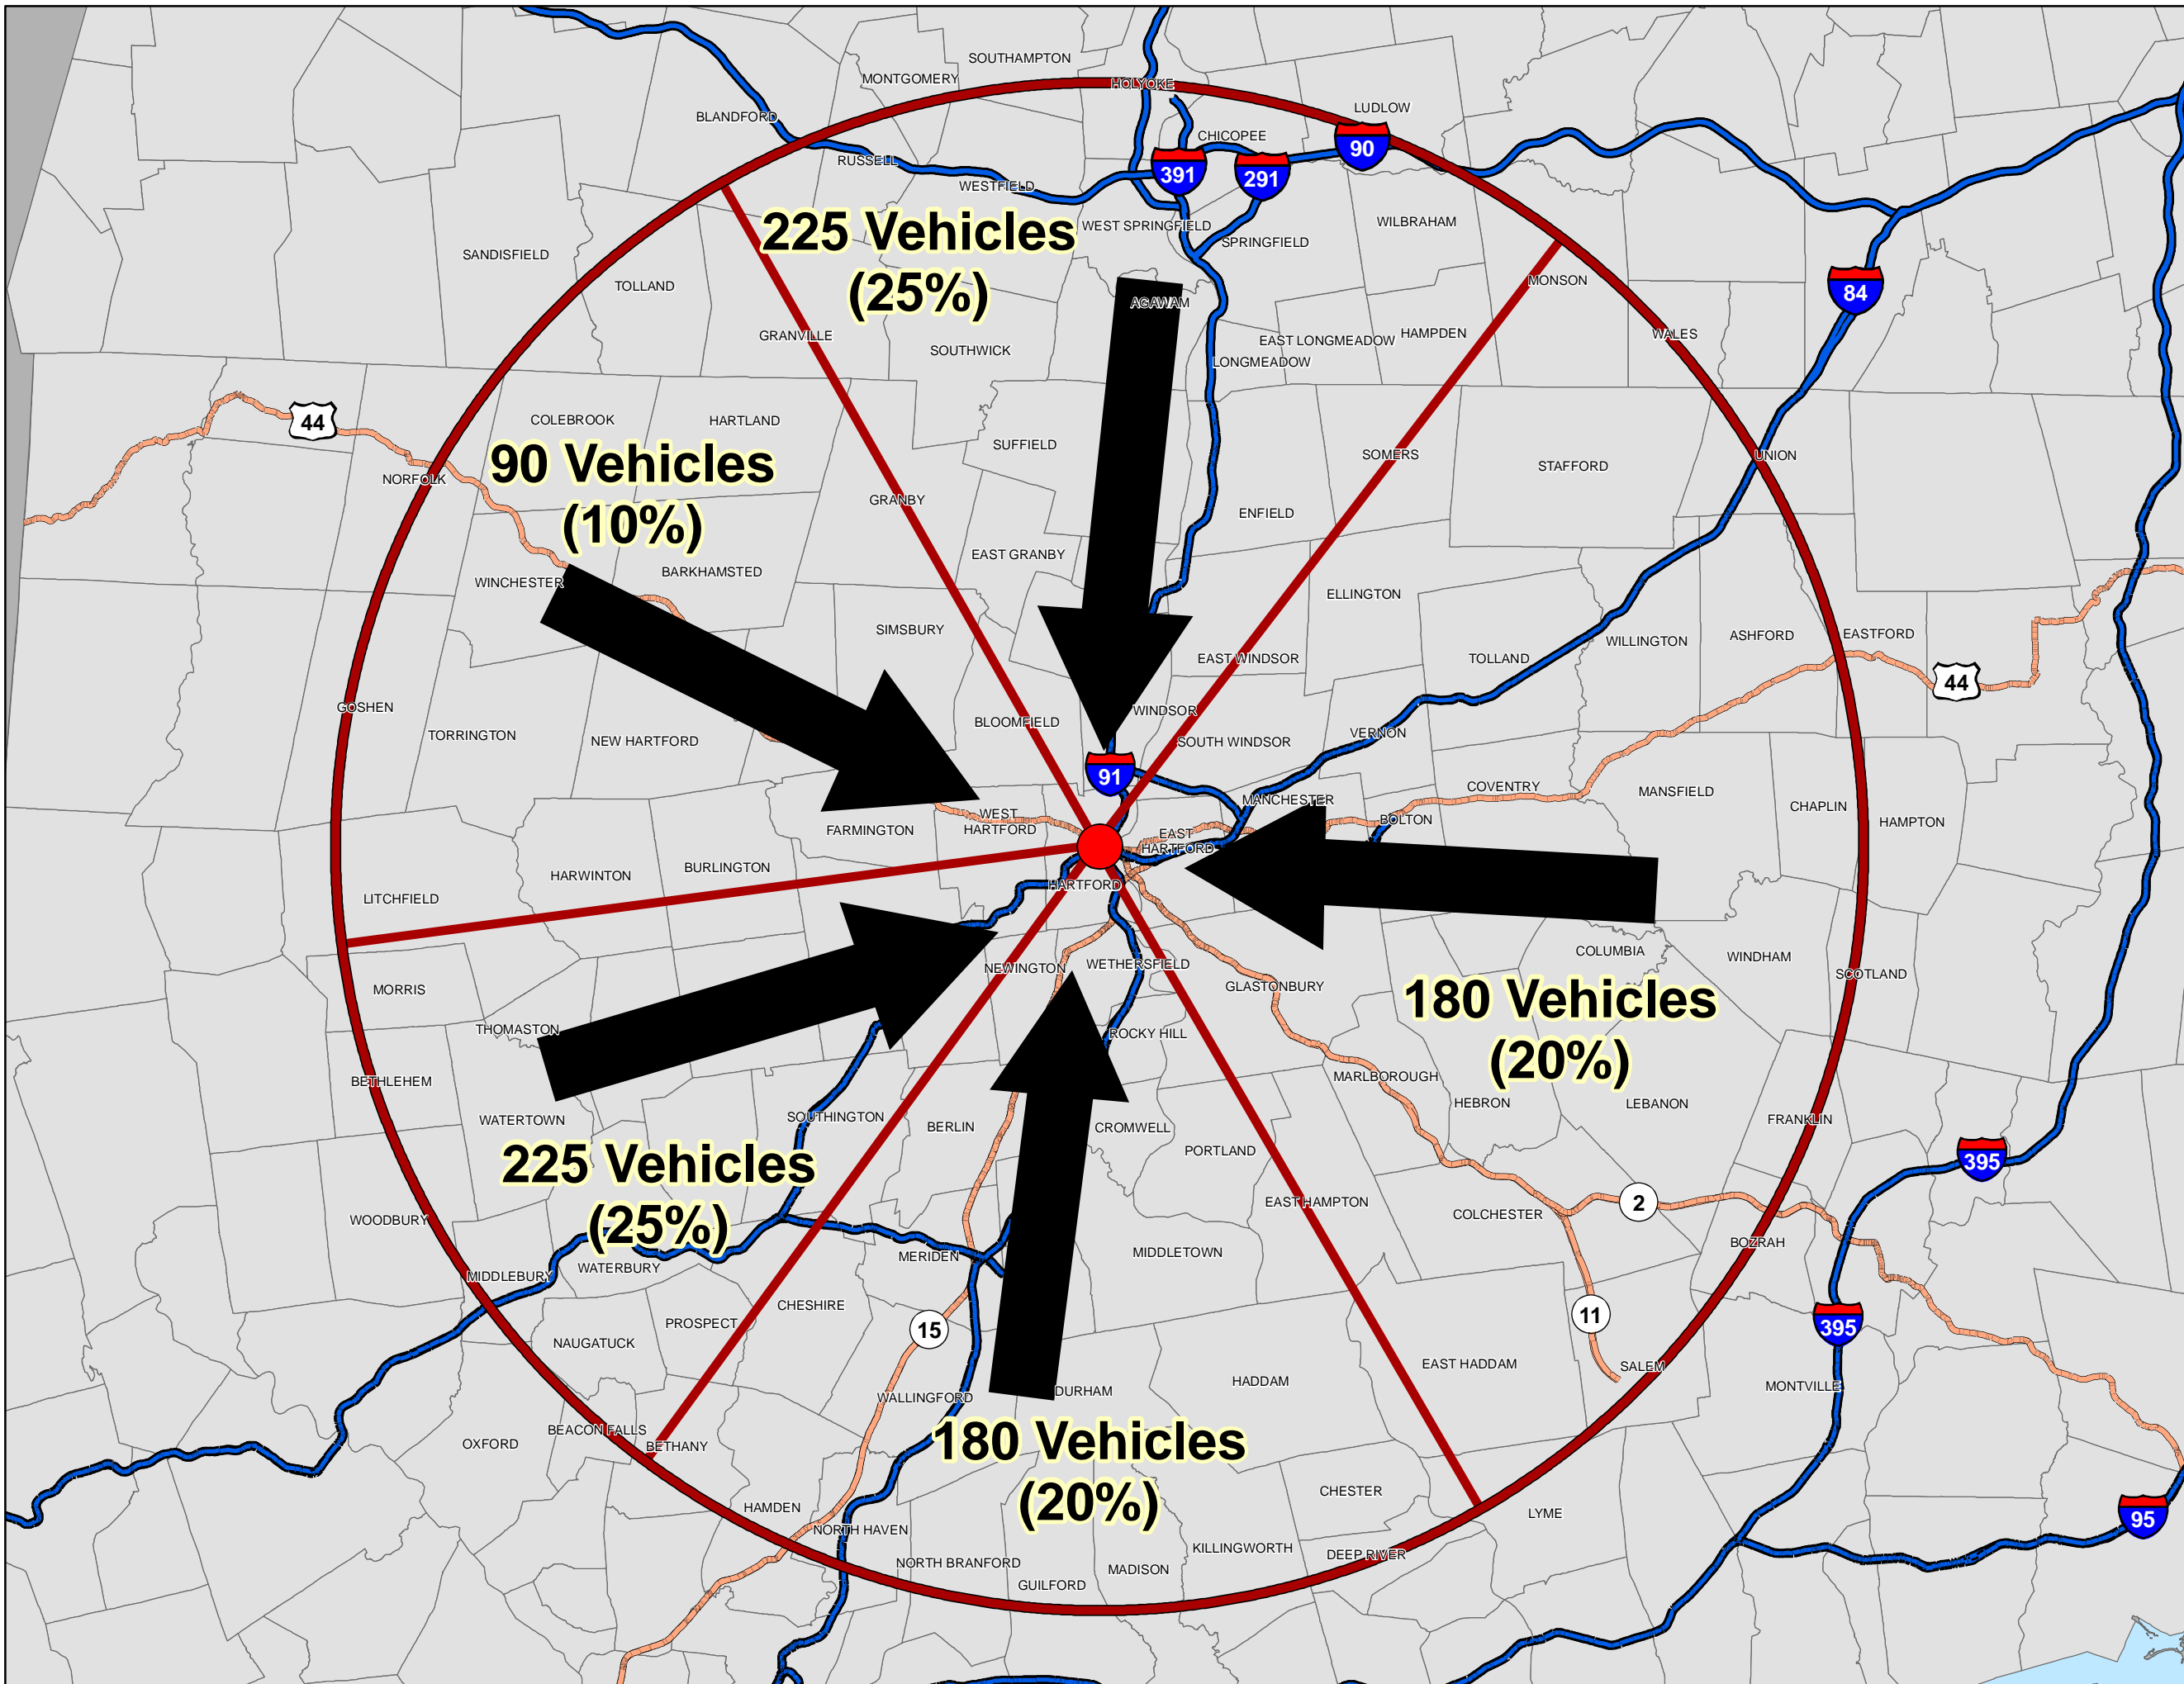 SOUTHAMPTON
MONTGOMERY
HOLYOKE
LUDLOW
BLANDFORD
CHICOPEE
90
RUSSELL
391
291
WESTFIELD
225 Vehicles
(25%)
WEST SPRINGFIELD
SPRINGFIELD
WILBRAHAM
SANDISFIELD
TOLLAND
MONSON
84
AGAWAM
GRANVILLE
SOUTHWICK
EAST LONGMEADOW
HAMPDEN
WALES
LONGMEADOW
44
COLEBROOK
HARTLAND
SUFFIELD
SOMERS
STAFFORD
UNION
90 Vehicles
(10%)
NORFOLK
GRANBY
ENFIELD
EAST GRANBY
WINCHESTER
BARKHAMSTED
ELLINGTON
SIMSBURY
WILLINGTON
ASHFORD
EASTFORD
EAST WINDSOR
TOLLAND
44
GOSHEN
WINDSOR
BLOOMFIELD
TORRINGTON
NEW HARTFORD
SOUTH WINDSOR
VERNON
91
COVENTRY
MANSFIELD
MANCHESTER
CHAPLIN
HAMPTON
WEST
HARTFORD
FARMINGTON
BOLTON
EAST
HARTFORD
BURLINGTON
HARWINTON
HARTFORD
LITCHFIELD
COLUMBIA
WINDHAM
NEWINGTON
WETHERSFIELD
SCOTLAND
GLASTONBURY
MORRIS
180 Vehicles
(20%)
THOMASTON
ROCKY HILL
BETHLEHEM
MARLBOROUGH
HEBRON
LEBANON
WATERTOWN
SOUTHINGTON
BERLIN
CROMWELL
FRANKLIN
PORTLAND
225 Vehicles
(25%)
395
EAST HAMPTON
2
COLCHESTER
WOODBURY
BOZRAH
MERIDEN
MIDDLETOWN
WATERBURY
MIDDLEBURY
CHESHIRE
PROSPECT
11
395
15
NAUGATUCK
EAST HADDAM
SALEM
HADDAM
MONTVILLE
WALLINGFORD
DURHAM
BEACON FALLS
OXFORD
BETHANY
180 Vehicles
(20%)
CHESTER
HAMDEN
LYME
95
NORTH HAVEN
KILLINGWORTH
DEEP RIVER
NORTH BRANFORD
MADISON
GUILFORD